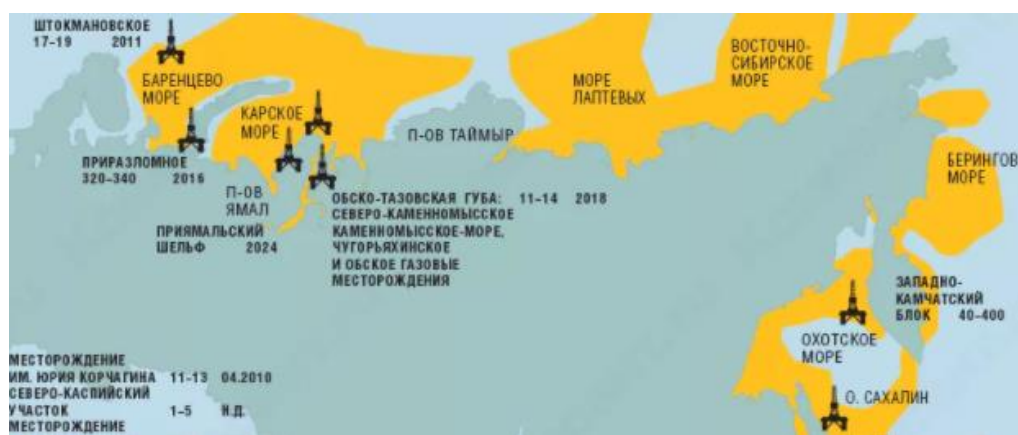 ШТОКМАНОВСКОЕ
17-19 2011
БАРЕНЦЕВО
МОРЕ
КАРСКОЕ
МОРЕ
МОРЕ
ЛАПТЕВЫХ
ВОСТОЧНО-
СИБИРСКОЕ
МОРЕ
П-ОВ ТАЙМЫР
ПРИРАЗЛОМНОЕ
320-340 2016
П-ОВ
ЯМАЛ
ПРИЯМАЛЬСКИЙ
ШЕЛЬФ 2024
ОБСКО-ТАЗОВСКАЯ ГУБА: 11-14 2018
СЕВЕРО-КАМЕННОМЫССКОЕ
КАМЕННОМЫССКОЕ-МОРЕ,
ЧУГОРЬЯХИНСКОЕ
И ОБСКОЕ ГАЗОВЫЕ
МЕСТОРОЖДЕНИЯ
БЕРИНГОВ
МОРЕ
ЗАПАДНО-
КАМЧАТСКИЙ
БЛОК 40-400
ОХОТСКОЕ
МОРЕ
О. САХАЛИН
МЕСТОРОЖДЕНИЕ
ИМ. ЮРИЯ КОРЧАГИНА 11-13 04.2010
СЕВЕРО-КАСПИЙСКИЙ
УЧАСТОК 1-5 Н.Д.
МЕСТОРОЖДЕНИЕ